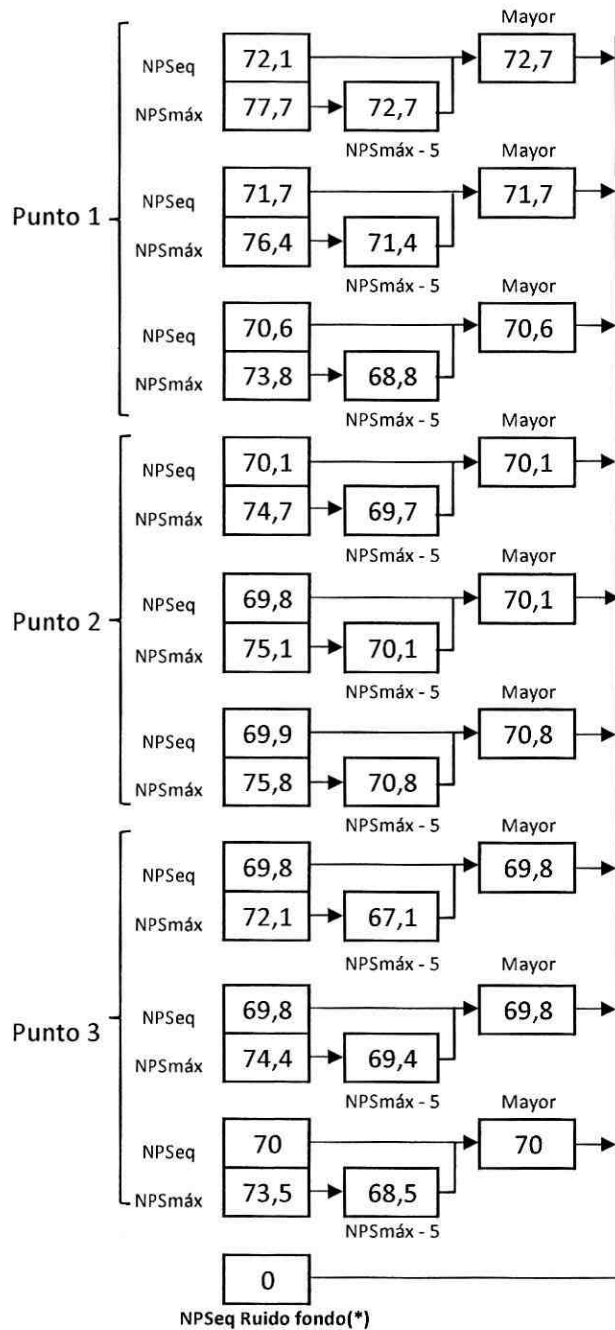 Mayor
NPSeq 72,1 72,7
NPSmáx 77,7 72,7
NPSmáx - 5
Mayor
Punto 1
NPSeq 71,7 71,7
NPSmáx 76,4 71,4
NPSmáx - 5
Mayor
NPSeq 70,6 70,6
NPSmáx 73,8 68,8
NPSmáx - 5
Mayor
NPSeq 70,1 70,1
NPSmáx 74,7 69,7
NPSmáx - 5
Mayor
Punto 2
NPSeq 69,8 70,1
NPSmáx 75,1 70,1
NPSmáx - 5
Mayor
NPSeq 69,9 70,8
NPSmáx 75,8 70,8
NPSmáx - 5
Mayor
NPSeq 69,8 69,8
NPSmáx 72,1 67,1
NPSmáx - 5
Mayor
Punto 3
NPSeq 69,8 69,8
NPSmáx 74,4 69,4
NPSmáx - 5
Mayor
NPSeq 70 70
NPSmáx 73,5 68,5
NPSmáx - 5
0
NPSeq Ruido fondo(*)